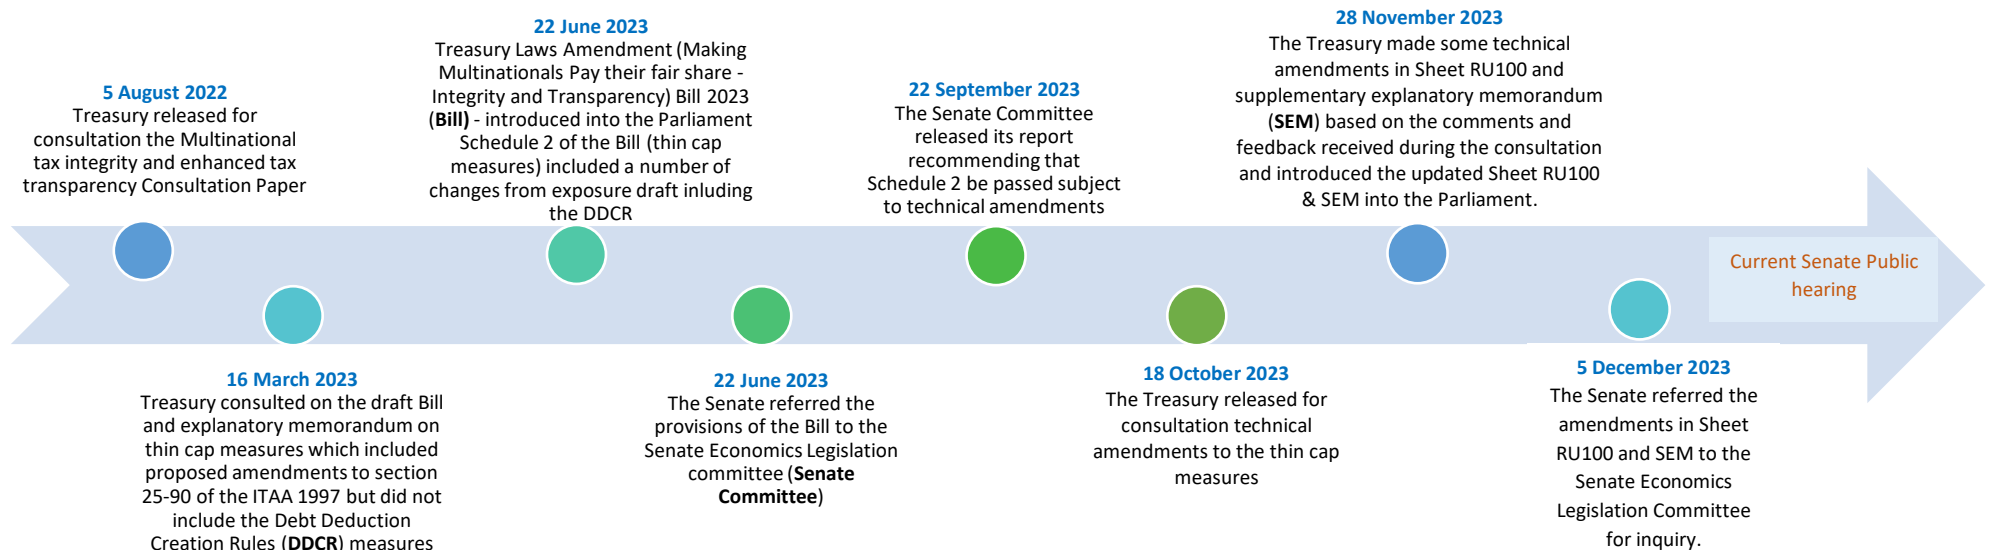 5 August 2022
Treasury released for
consultation the Multinational
tax integrity and enhanced tax
transparency Consultation Paper
16 March 2023
Treasury consulted on the draft Bill
and explanatory memorandum on
thin cap measures which included
proposed amendments to section
25-90 of the ITAA 1997 but did not
include the Debt Deduction
Creation Rules (DDCR) measures
22 June 2023
Treasury Laws Amendment (Making
Multinationals Pay their fair share -
Integrity and Transparency) Bill 2023
(Bill) - introduced into the Parliament
Schedule 2 of the Bill (thin cap
measures) included a number of
changes from exposure draft inluding
the DDCR
22 June 2023
The Senate referred the
provisions of the Bill to the
Senate Economics Legislation
committee (Senate
Committee)
22 September 2023
The Senate Committee
released its report
recommending that
Schedule 2 be passed subject
to technical amendments
18 October 2023
The Treasury released for
consultation technical
amendments to the thin cap
measures
28 November 2023
The Treasury made some technical
amendments in Sheet RU100 and
supplementary explanatory memorandum
(SEM) based on the comments and
feedback received during the consultation
and introduced the updated Sheet RU100
& SEM into the Parliament.
5 December 2023
The Senate referred the
amendments in Sheet
RU100 and SEM to the
Senate Economics
Legislation Committee
for inquiry.
Current Senate Public
hearing